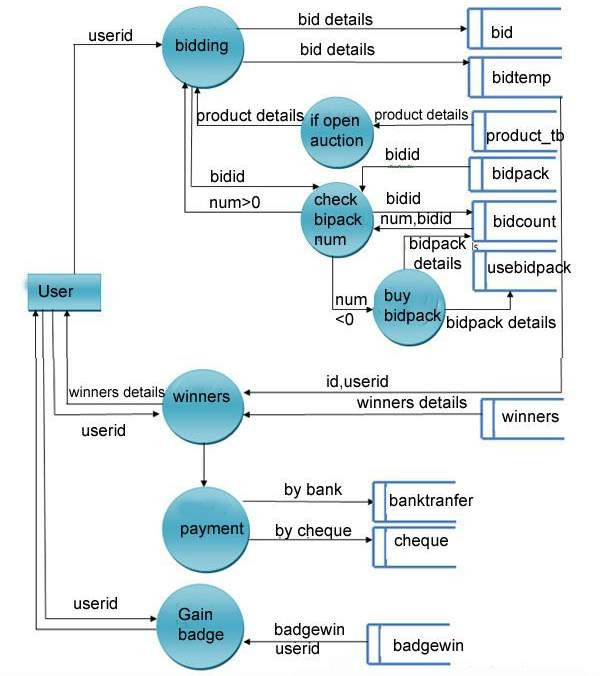 bid details
userid
bid
bidding
bid details
bidtemp
product details
if open
auction
product details
product_tb
bidid
bidid
bidpack
check
bipack
num
bidid
num>0
num,bidid
bidcount
bidpack s
details
usebidpack
User
num
<0
buy
bidpack
bidpack details
id,userid
winners details
winners
winners details
winners
userid
by bank
banktranfer
payment
by cheque
cheque
userid
Gain
badge
badgewin
userid
badgewin